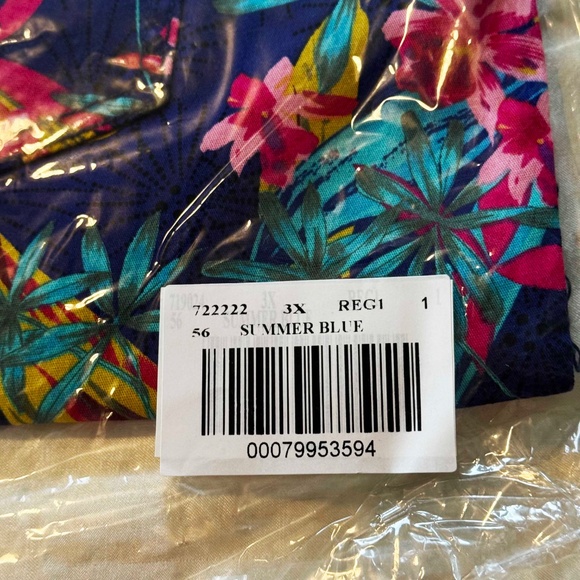 722222 3X REG1 1
56 SUMMER BLUE
00079953594